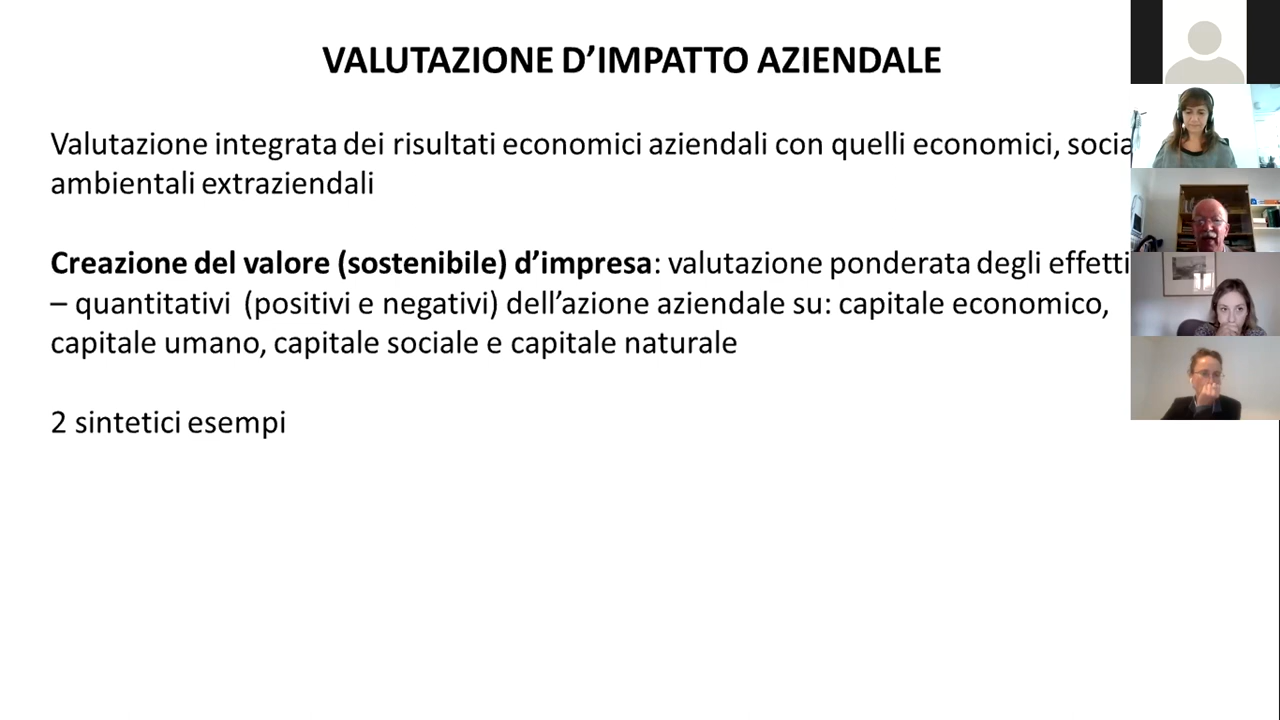 VALUTAZIONE D’IMPATTO AZIENDALE
Valutazione integrata dei risultati economici aziendali con quelli economici,
ambientali extraziendali
Creazione del valore (sostenibile) d’impresa: valutazione ponderata degli effetti
– quantitativi (positivi e negativi) dell’azione aziendale su: capitale economico,
capitale umano, capitale sociale e capitale naturale
2 sintetici esempi